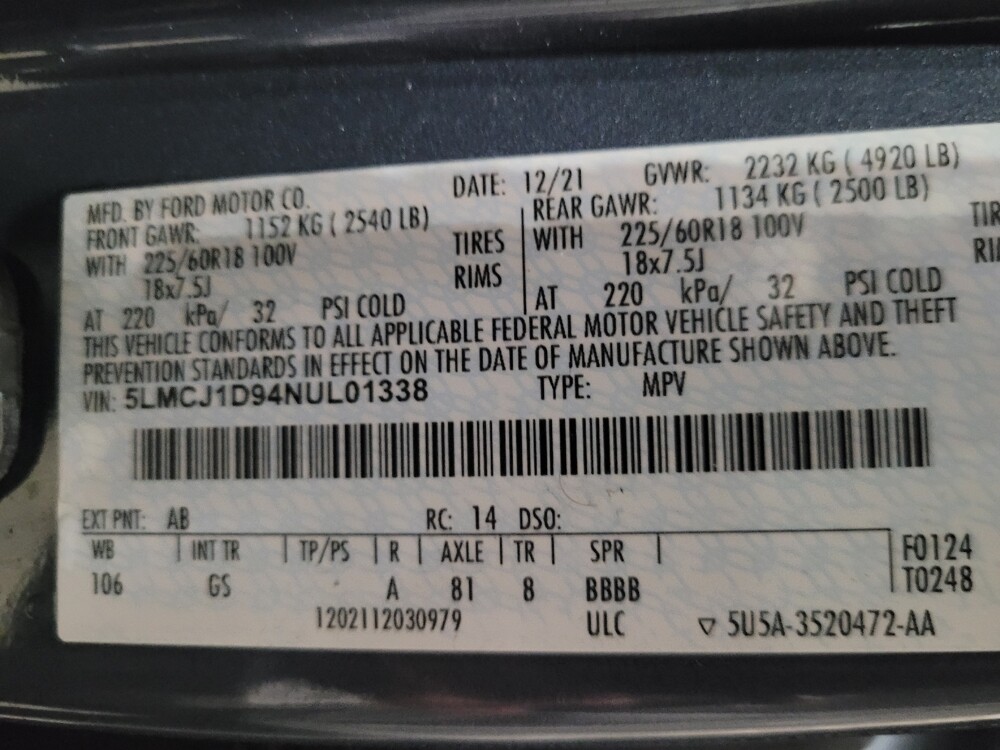 MFD. BY FORD MOTOR CO. DATE: 12/21 GVWR: 2232 KG ( 4920 LB)
FRONT GAWR: 1152 KG ( 2540 LB) REAR GAWR: 1134 KG ( 2500 LB)
WITH 225/60R18 100V TIRES WITH 225/60R18 100V TIR
18x7.5J RIMS 18x7.5J RI
AT 220 kPa/ 32 PSI COLD AT 220 kPa/ 32 PSI COLD
THIS VEHICLE CONFORMS TO ALL APPLICABLE FEDERAL MOTOR VEHICLE SAFETY AND THEFT
PREVENTION STANDARDS IN EFFECT ON THE DATE OF MANUFACTURE SHOWN ABOVE.
VIN: 5LMCJ1D94NUL01338 TYPE: MPV
EXT PNT: AB RC: 14 DSO:
WB INT TR TP/PS R AXLE TR SPR F0124
106 GS A 81 8 BBBB T0248
1202112030979 ULC ▽ 5U5A-3520472-AA